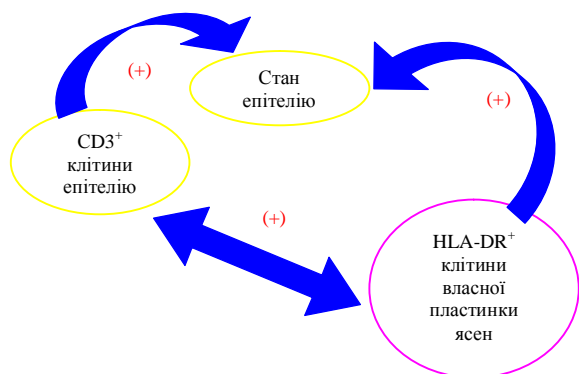 (+)
Стан
епітелію
(+)
CD3⁺
клітини
епітелію
(+)
HLA-DR⁺
клітини
власної
пластинки
ясен